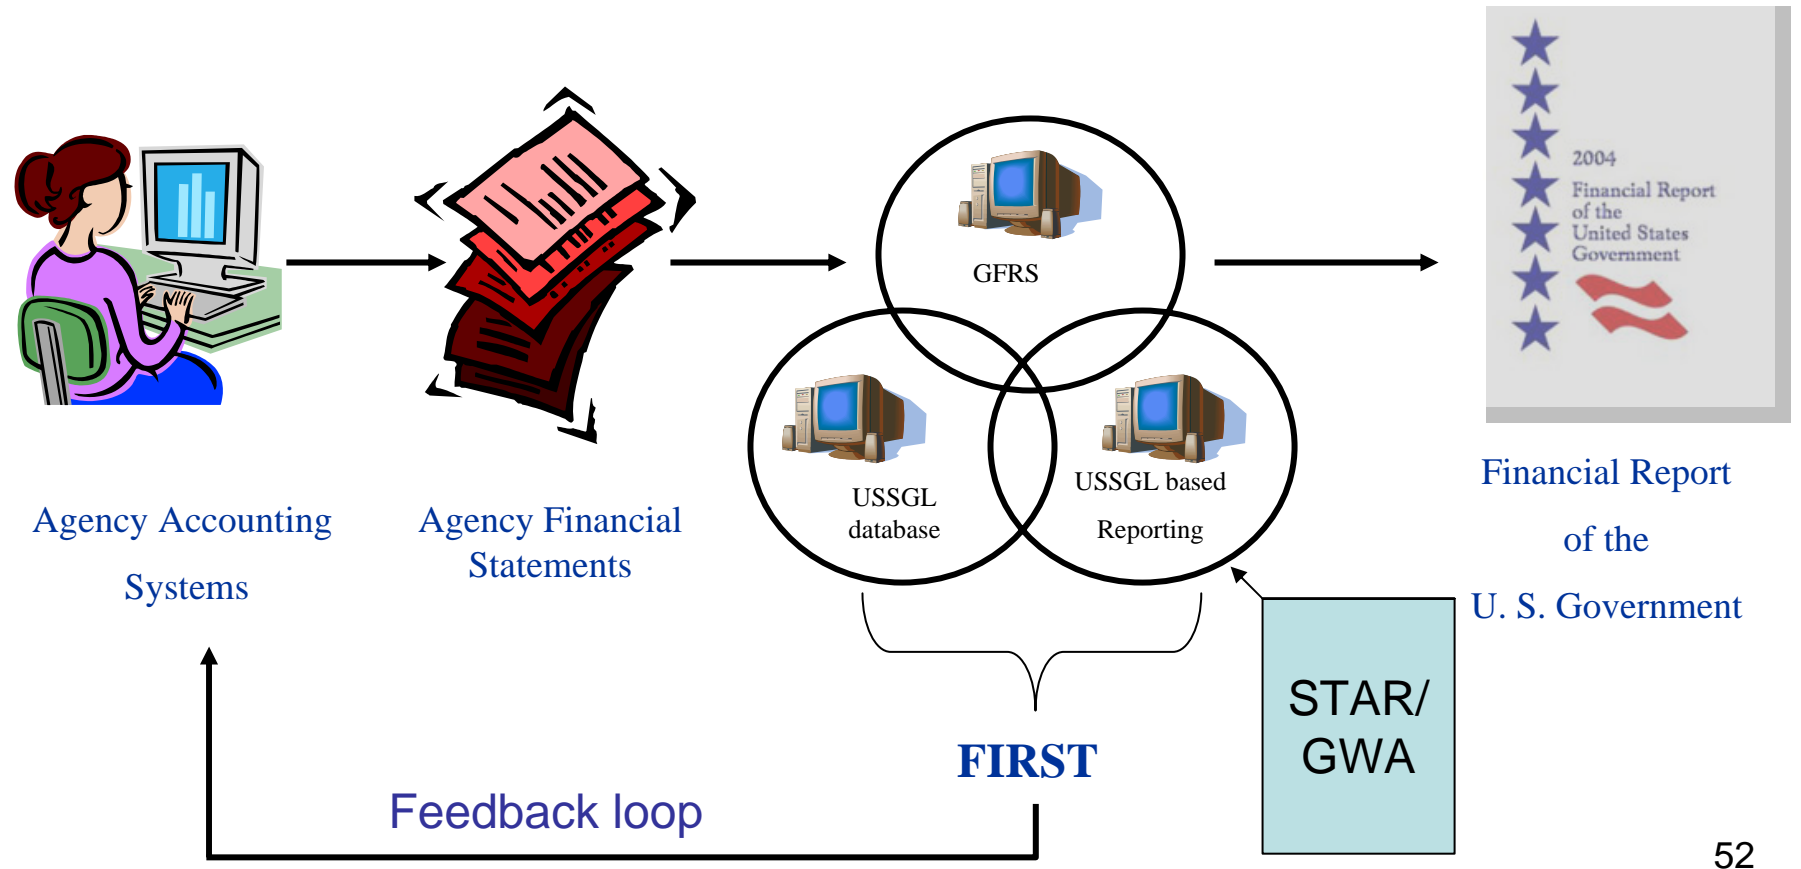 Agency Accounting
Systems
Agency Financial
Statements
GFRS
USSGL
database
USSGL based
Reporting
2004
Financial Report
of the
United States
Government
Financial Report
of the
U. S. Government
STAR/
GWA
FIRST
Feedback loop
52